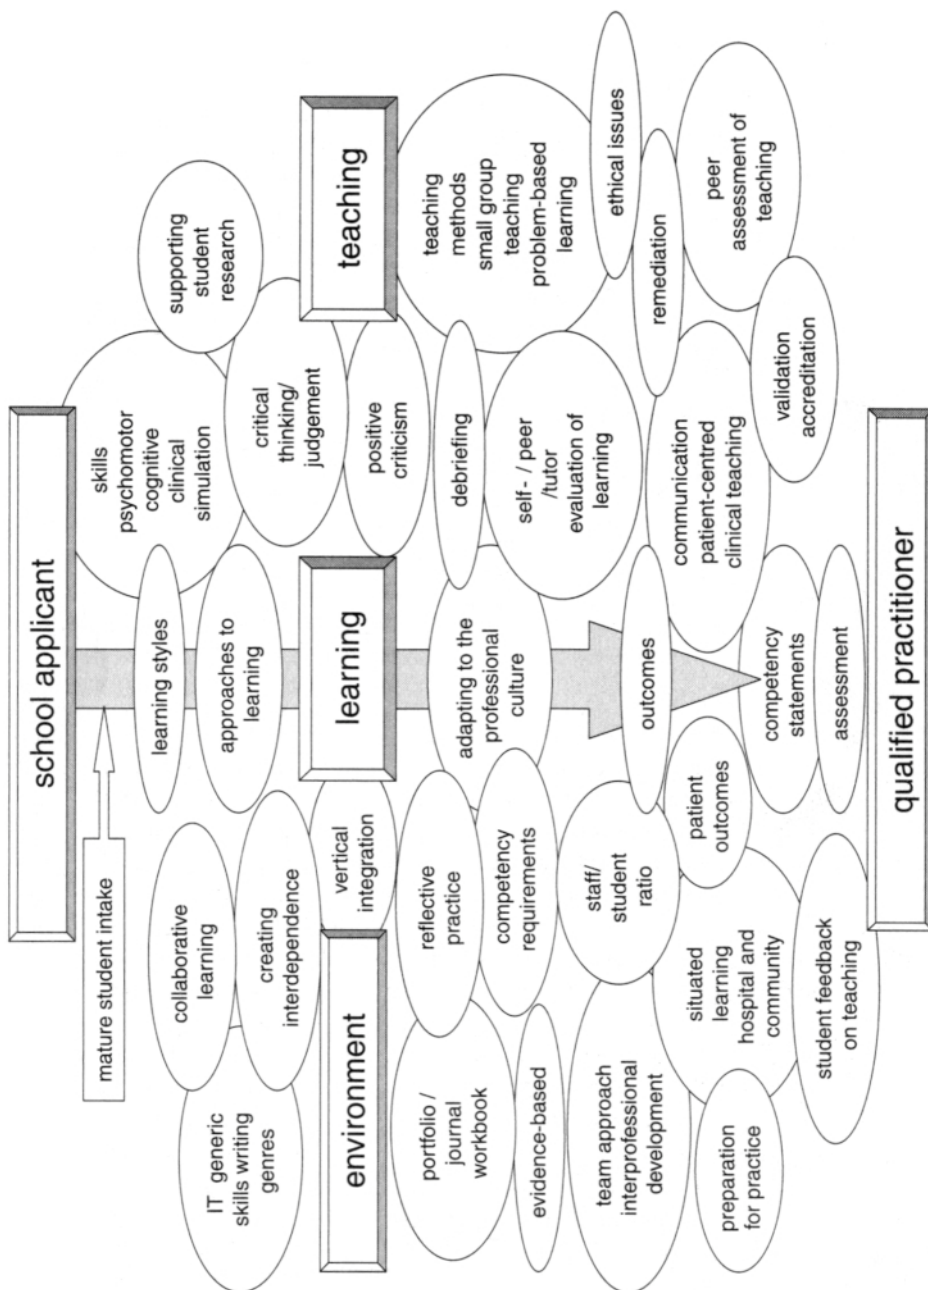 school applicant
mature student intake
skills
psychomotor
cognitive
clinical
simulation
supporting
student
research
learning styles
collaborative
learning
IT generic
skills writing
genres
approaches to
learning
creating
interdependence
critical
thinking/
judgement
environment
vertical
integration
learning
positive
criticism
teaching
portfolio /
journal
workbook
reflective
practice
adapting to the
professional
culture
debriefing
teaching
methods
small group
teaching
problem-based
learning
evidence-based
competency
requirements
self - / peer
/tutor
evaluation of
learning
team approach
interprofessional
development
staff/
student
ratio
outcomes
ethical issues
remediation
situated
learning
hospital and
community
patient
outcomes
communication
patient-centred
clinical teaching
peer
assessment of
teaching
preparation
for practice
competency
statements
validation
accreditation
student feedback
on teaching
assessment
qualified practitioner